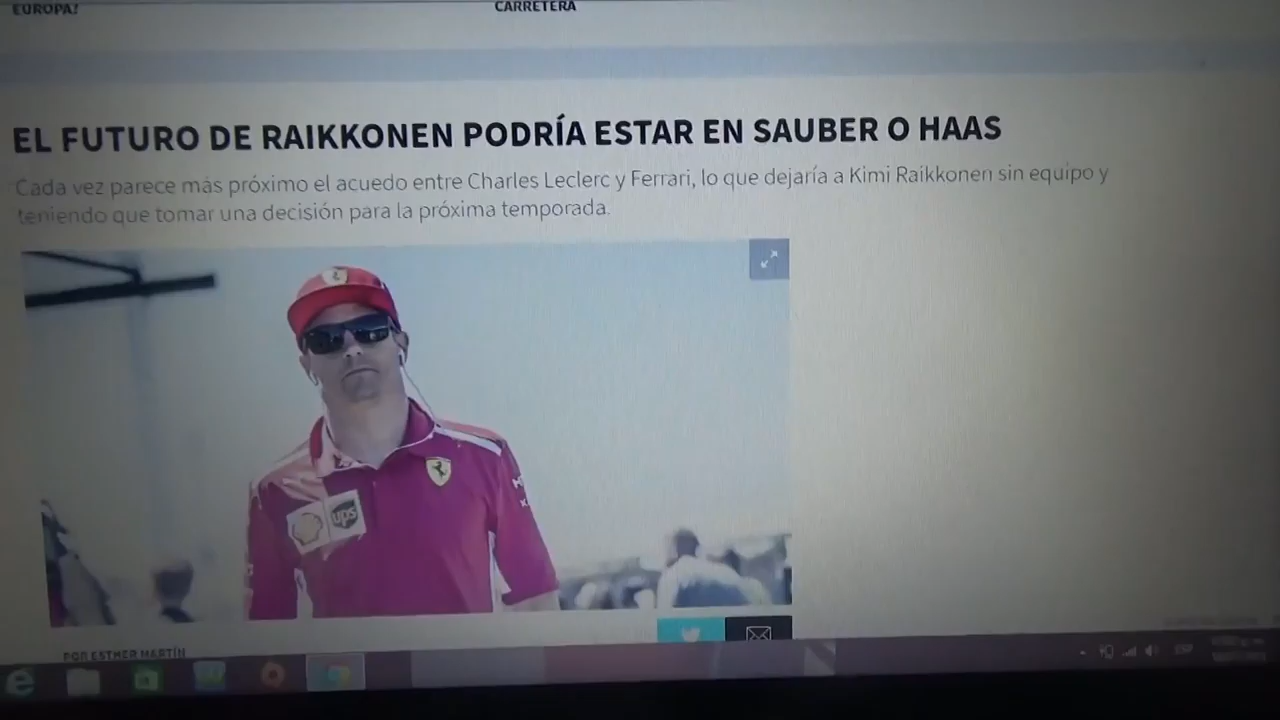 EUROPA?
CARRETERA
EL FUTURO DE RAIKKONEN PODRÍA ESTAR EN SAUBER O HAAS
Cada vez parece más próximo el acuedo entre Charles Leclerc y Ferrari, lo que dejaría a Kimi Raikkonen sin equipo y
teniendo que tomar una decisión para la próxima temporada.
ups
POR ESTHER MARTÍN
ESP